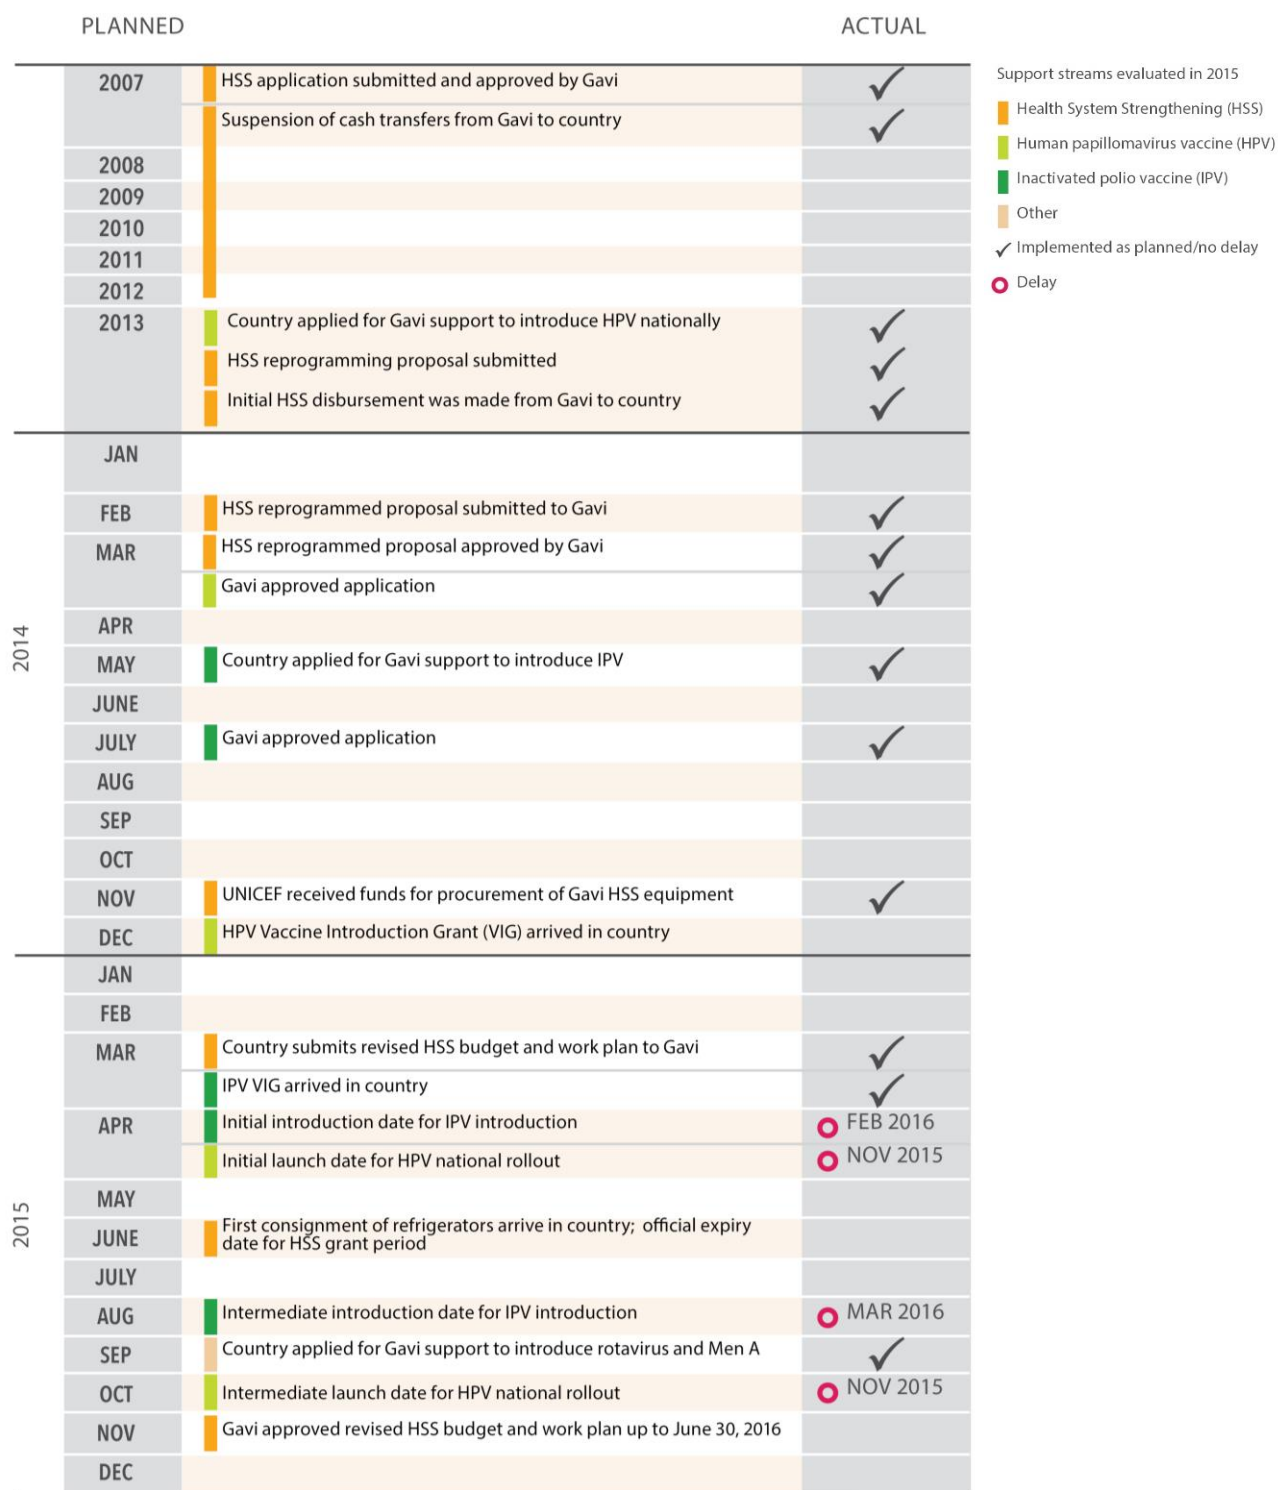 PLANNED
ACTUAL
2007
HSS application submitted and approved by Gavi
Suspension of cash transfers from Gavi to country
2008
2009
2010
2011
2012
2013
Country applied for Gavi support to introduce HPV nationally
HSS reprogramming proposal submitted
Initial HSS disbursement was made from Gavi to country
2014
JAN
FEB
HSS reprogrammed proposal submitted to Gavi
MAR
HSS reprogrammed proposal approved by Gavi
Gavi approved application
APR
MAY
Country applied for Gavi support to introduce IPV
JUNE
JULY
Gavi approved application
AUG
SEP
OCT
NOV
UNICEF received funds for procurement of Gavi HSS equipment
DEC
HPV Vaccine Introduction Grant (VIG) arrived in country
2015
JAN
FEB
MAR
Country submits revised HSS budget and work plan to Gavi
IPV VIG arrived in country
APR
Initial introduction date for IPV introduction
FEB 2016
Initial launch date for HPV national rollout
NOV 2015
MAY
JUNE
First consignment of refrigerators arrive in country; official expiry
date for HSS grant period
JULY
AUG
Intermediate introduction date for IPV introduction
MAR 2016
SEP
Country applied for Gavi support to introduce rotavirus and Men A
OCT
Intermediate launch date for HPV national rollout
NOV 2015
NOV
Gavi approved revised HSS budget and work plan up to June 30, 2016
DEC
Support streams evaluated in 2015
Health System Strengthening (HSS)
Human papillomavirus vaccine (HPV)
Inactivated polio vaccine (IPV)
Other
Implemented as planned/no delay
Delay